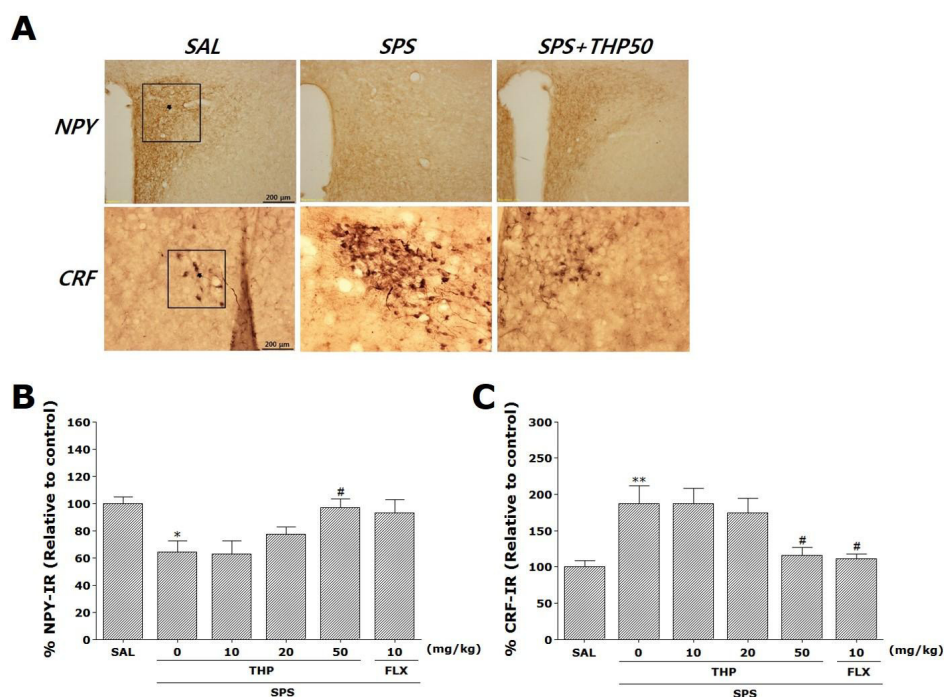 A
SAL SPS SPS+THP50
NPY
200 µm
CRF
200 µm
B
% NPY-IR (Relative to control)
160
140
120
100
80
60
40
20
0
*
#
SAL 0 10 20 50 10 (mg/kg)
THP FLX
SPS
C
% CRF-IR (Relative to control)
300
250
200
150
100
50
0
**
# #
SAL 0 10 20 50 10 (mg/kg)
THP FLX
SPS